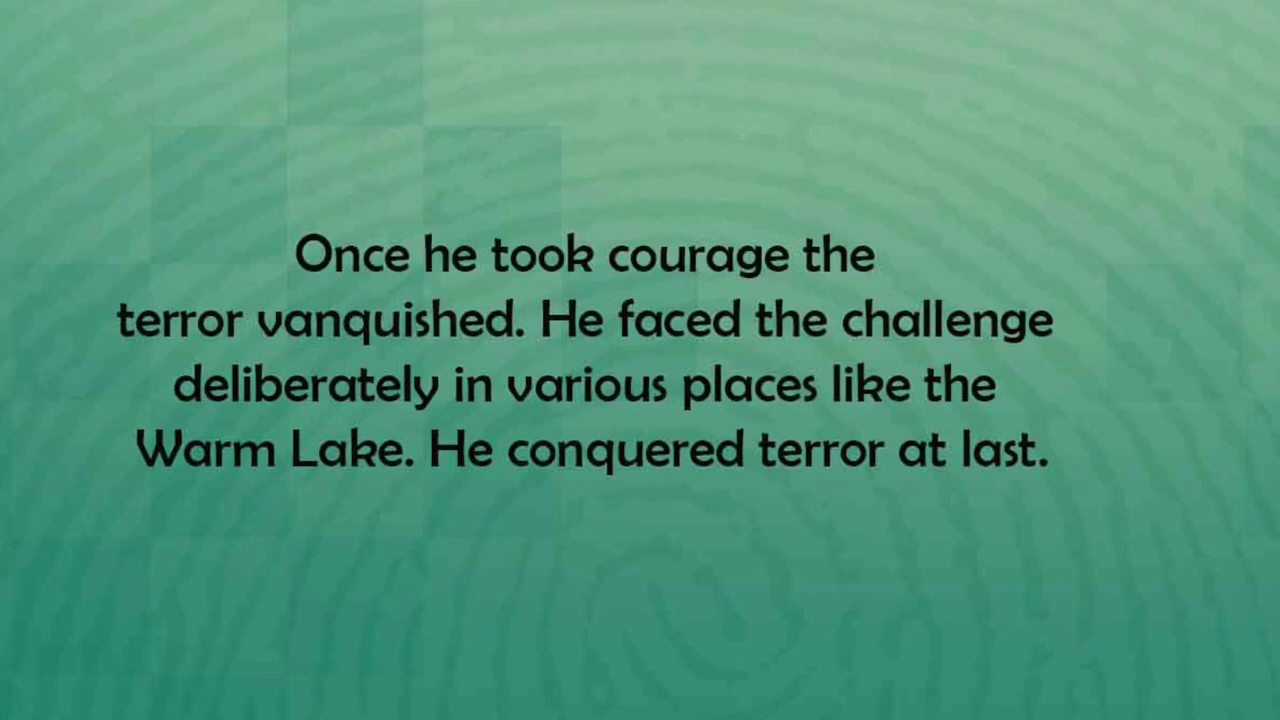 Once he took courage the
terror vanquished. He faced the challenge
deliberately in various places like the
Warm Lake. He conquered terror at last.